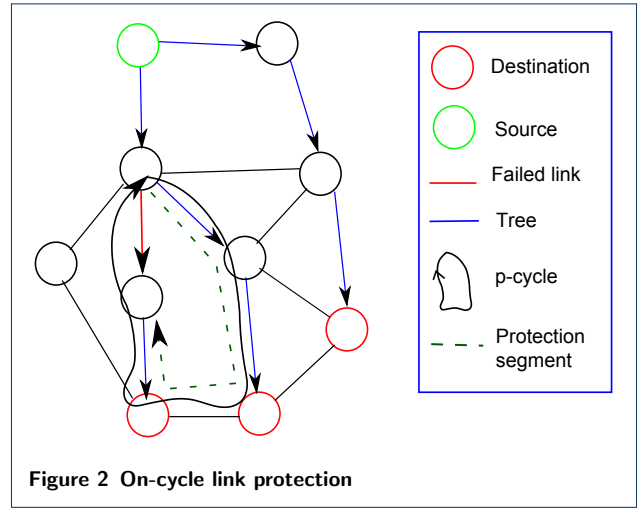 Destination
Source
Failed link
Tree
p-cycle
Protection
segment
Figure 2 On-cycle link protection